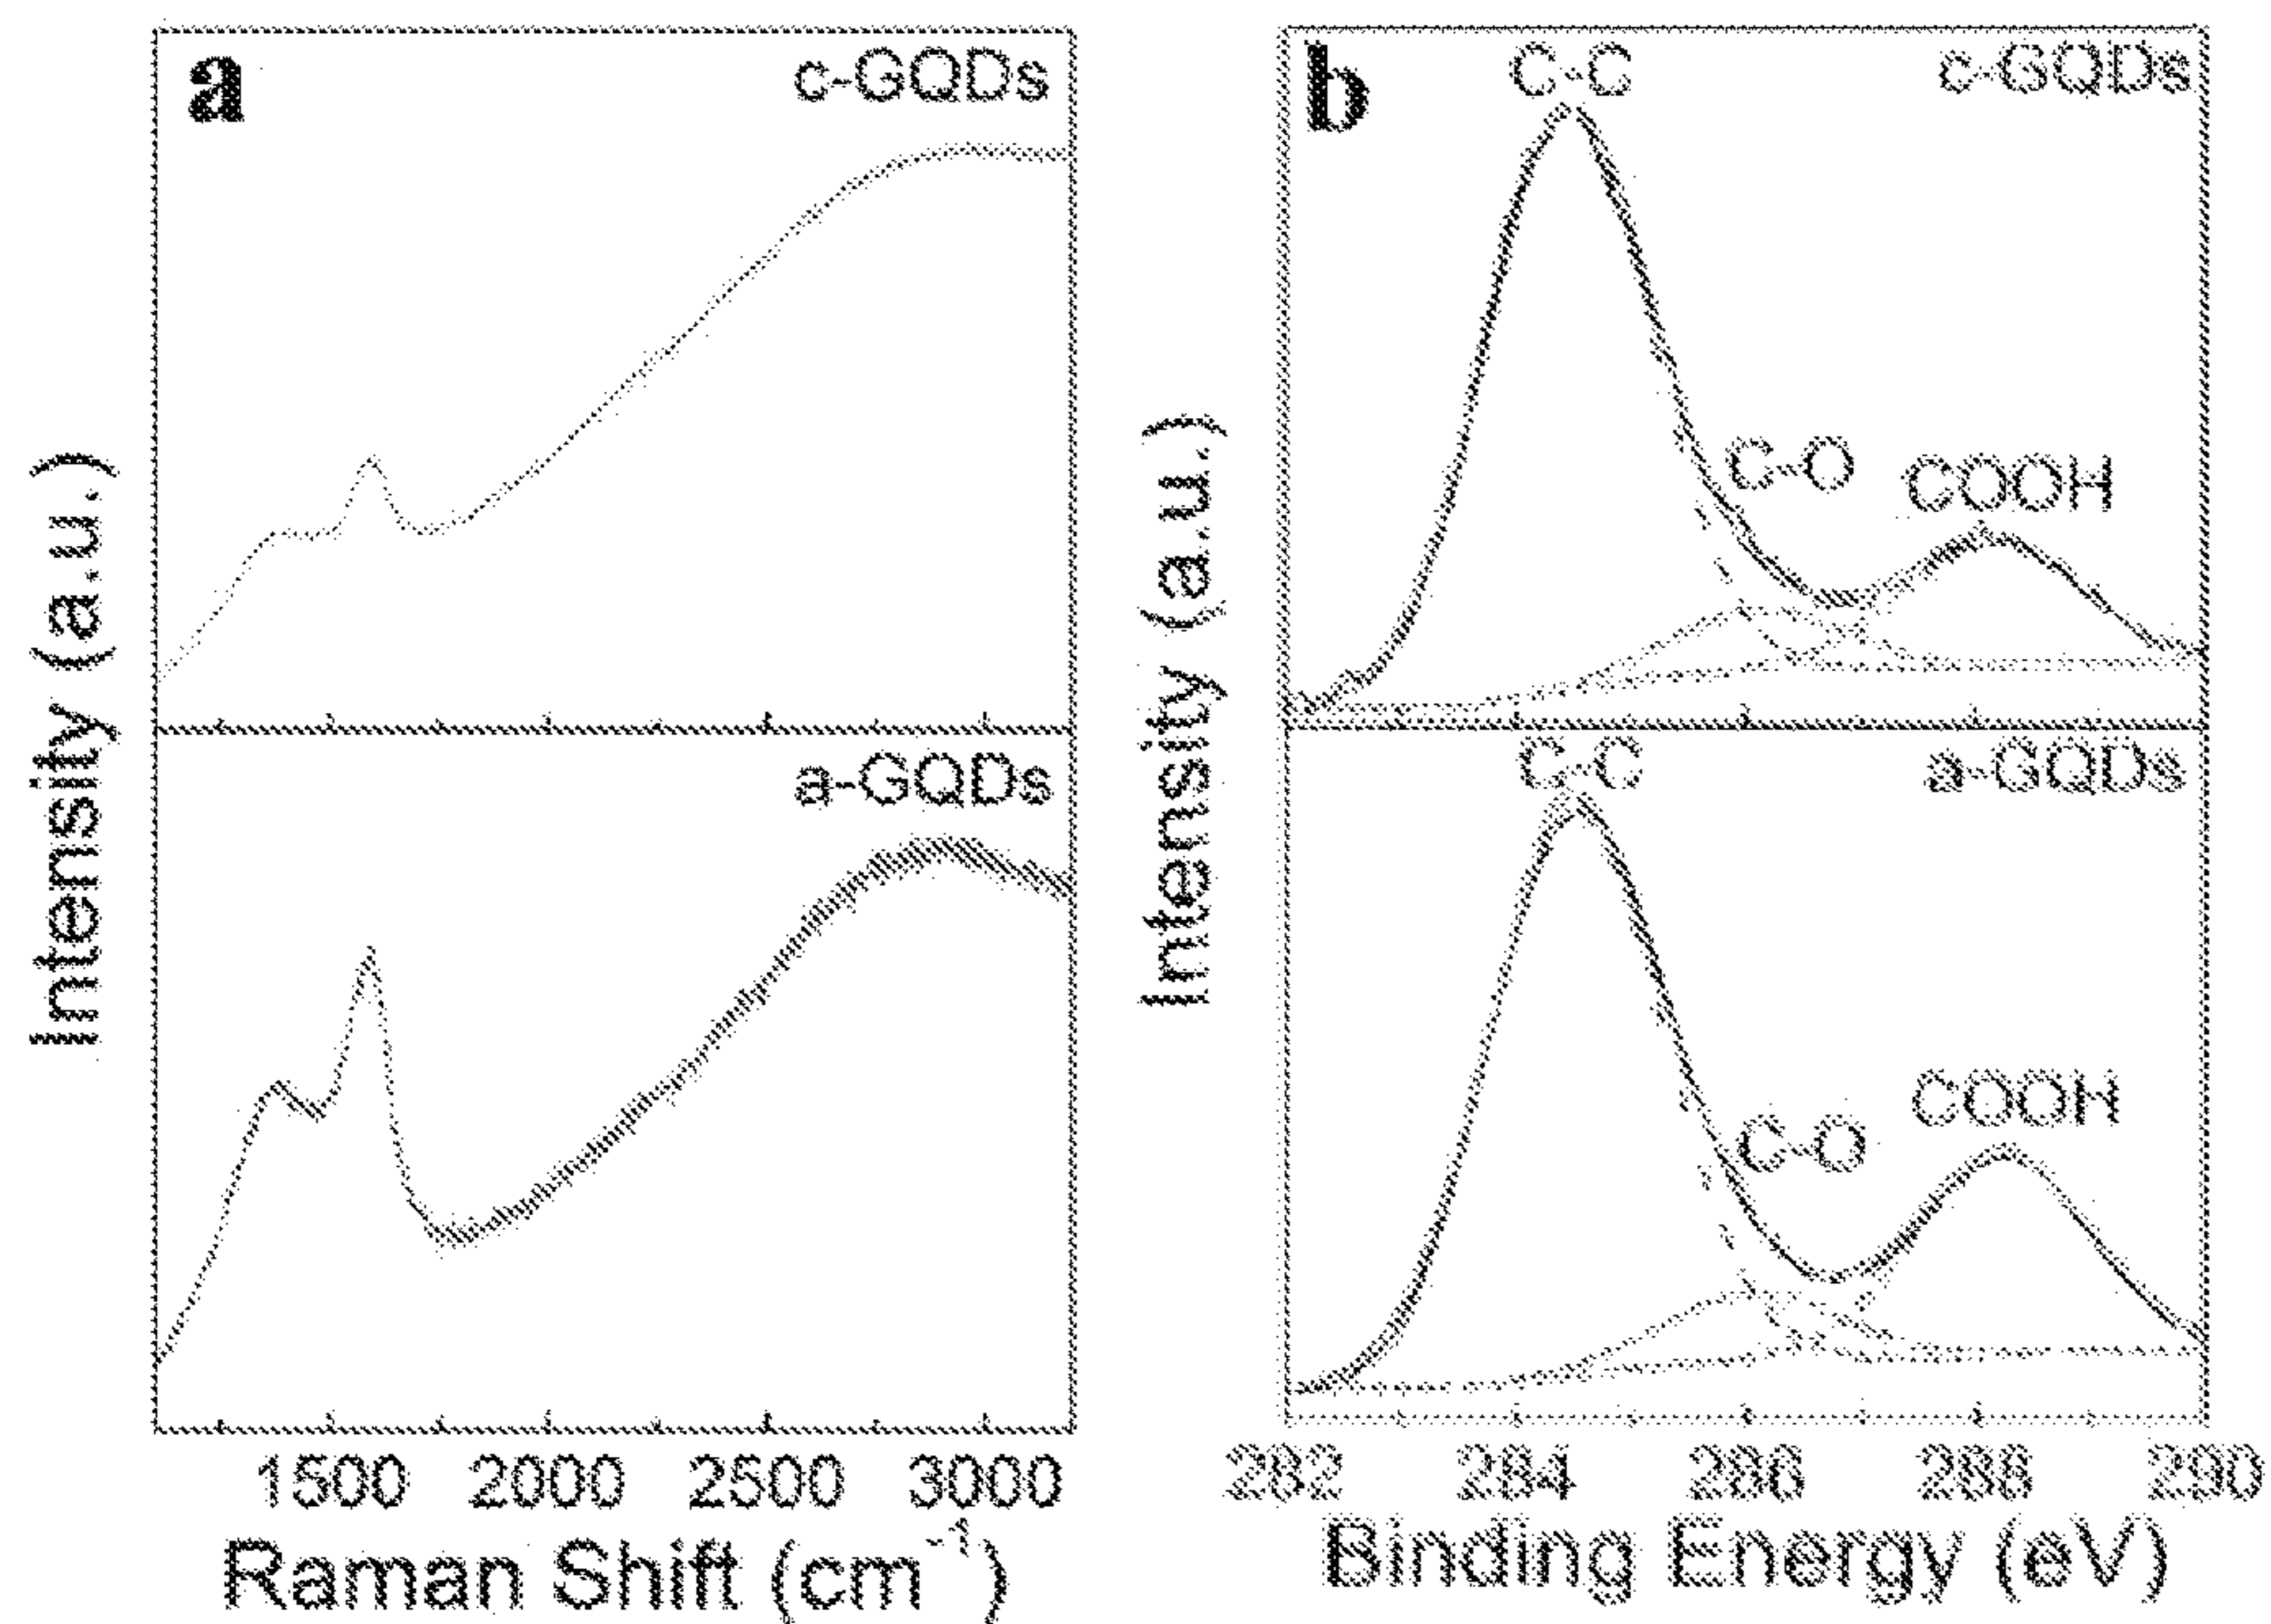 a
c-GQDs
a-GQDs
Intensity (a.u.)
1500 2000 2500 3000
Raman Shift (cm⁻¹)
b
C-C
c-GQDs
C-O
COOH
C-C
a-GQDs
C-O
COOH
Intensity (a.u.)
282 284 286 288 290
Binding Energy (eV)